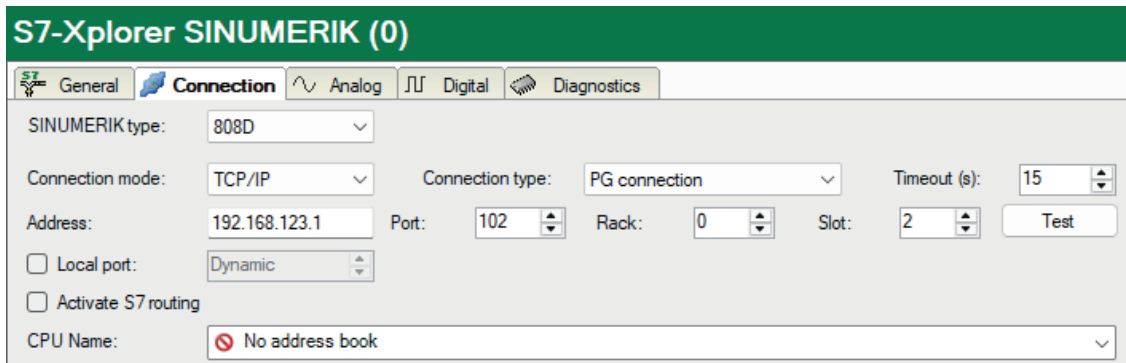 S7-Xplorer SINUMERIK (0)
S7 General Connection Analog Digital Diagnostics
SINUMERIK type: 808D
Connection mode: TCP/IP Connection type: PG connection Timeout (s): 15
Address: 192.168.123.1 Port: 102 Rack: 0 Slot: 2 Test
Local port: Dynamic
Activate S7 routing
CPU Name: No address book